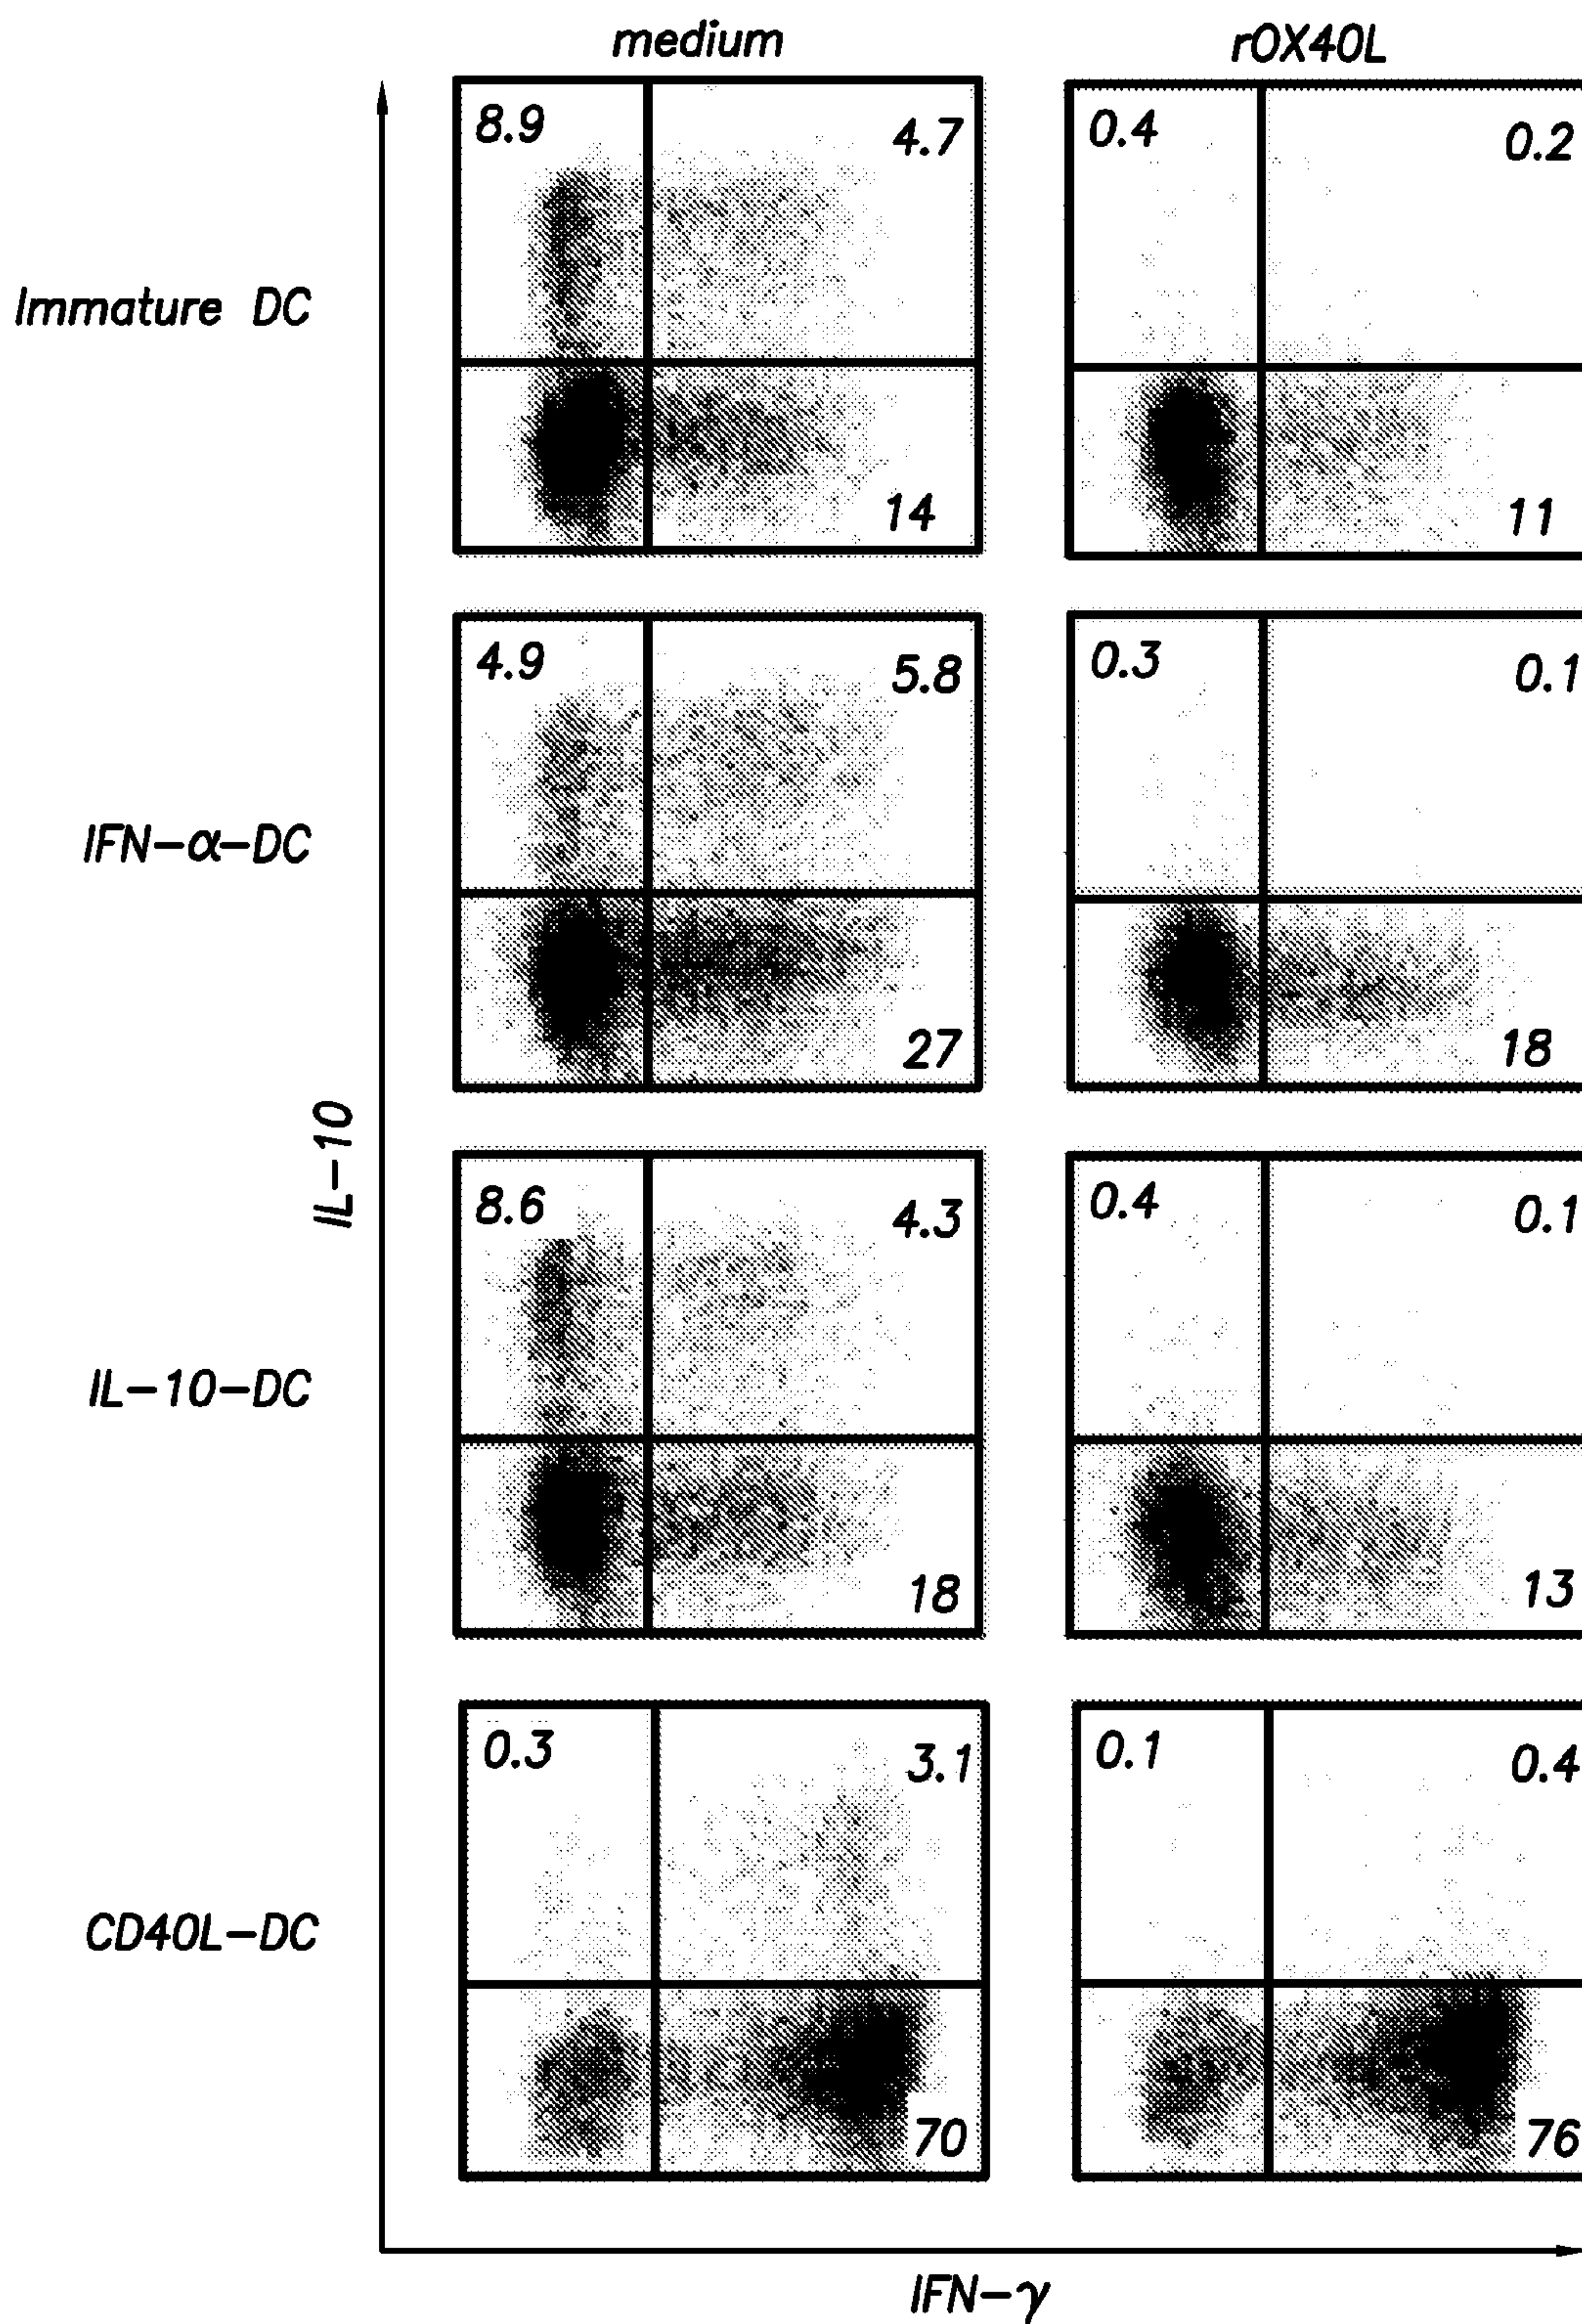 medium rOX40L
8.9 4.7 0.4 0.2
Immature DC
14 11
4.9 5.8 0.3 0.1
IFN-α-DC
27 18
IL-10
8.6 4.3 0.4 0.1
IL-10-DC
18 13
0.3 3.1 0.1 0.4
CD40L-DC
70 76
IFN-γ